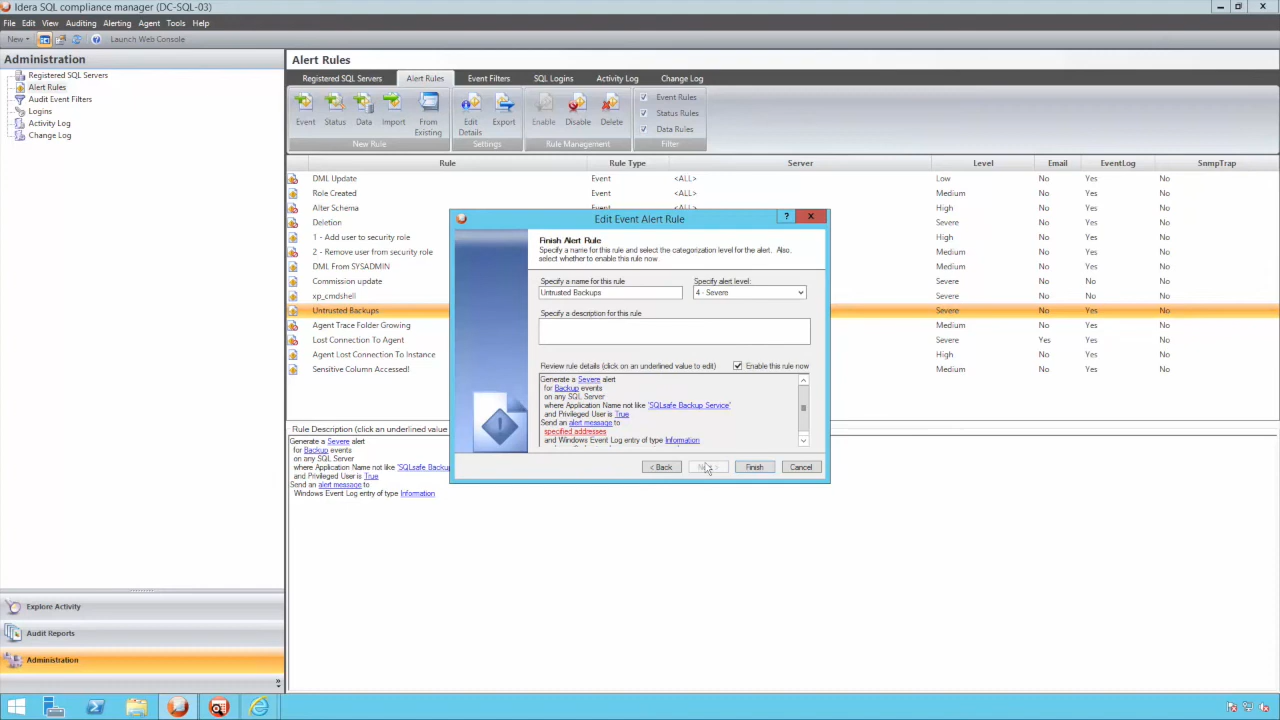 Idera SQL compliance manager (DC-SQL-03)
File Edit View Auditing Alerting Agent Tools Help
New Launch Web Console
Administration
Registered SQL Servers
Alert Rules
Audit Event Filters
Logins
Activity Log
Change Log
Alert Rules
Registered SQL Servers Alert Rules Event Filters SQL Logins Activity Log Change Log
Event Status Data Import From Existing Edit Details Export Enable Disable Delete
Event Rules
Status Rules
Data Rules
New Rule Settings Rule Management Filter
Rule Rule Type Server Level Email EventLog SnmpTrap
DML Update Event <ALL> Low No Yes No
Role Created Event <ALL> Medium No Yes No
Alter Schema Event <ALL> High No Yes No
Deletion Severe No Yes No
1 - Add user to security role High No Yes No
2 - Remove user from security role Medium No Yes No
DML From SYSADMIN Medium No Yes No
Commission update Severe No No No
xp_cmdshell Severe No Yes No
Untrusted Backups Severe No Yes No
Agent Trace Folder Growing Medium No Yes No
Lost Connection To Agent Severe Yes Yes No
Agent Lost Connection To Instance High No Yes No
Sensitive Column Accessed! Medium No Yes No
Rule Description (click an underlined value
Generate a Severe alert
for Backup events
on any SQL Server
where Application Name not like 'SQLsafe Backup
and Privileged User is True
Send an alert message to
Windows Event Log entry of type Information
Edit Event Alert Rule
? X
Finish Alert Rule
Specify a name for this rule and select the categorization level for the alert. Also,
select whether to enable this rule now.
Specify a name for this rule Specify alert level:
Untrusted Backups 4 - Severe
Specify a description for this rule
Review rule details (click on an underlined value to edit) Enable this rule now
Generate a Severe alert
for Backup events
on any SQL Server
where Application Name not like 'SQLsafe Backup Service'
and Privileged User is True
Send an alert message to
specified addresses
and Windows Event Log entry of type Information
< Back Finish Cancel
Explore Activity
Audit Reports
Administration